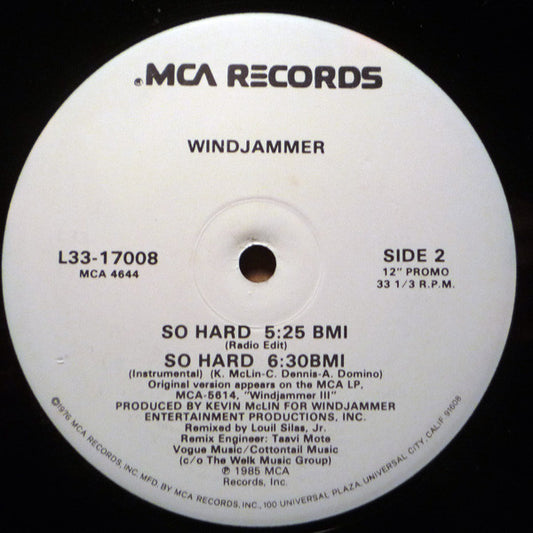 MCA RECORDS
WINDJAMMER
L33-17008
MCA 4644
SIDE 2
12" PROMO
33 1/3 R.P.M.
SO HARD 5:25 BMI
(Radio Edit)
SO HARD 6:30BMI
(Instrumental) (K. McLin-C. Dennis-A. Domino)
Original version appears on the MCA LP.
MCA-5614, "Windjammer III"
PRODUCED BY KEVIN McLIN FOR WINDJAMMER
ENTERTAINMENT PRODUCTIONS, INC.
Remixed by Louil Silas, Jr.
Remix Engineer: Taavi Mote
Vogue Music/Cottontail Music
(c/o The Welk Music Group)
℗ 1985 MCA
Records, Inc.
©1976 MCA RECORDS, INC. MFD. BY MCA RECORDS, INC., 100 UNIVERSAL PLAZA, UNIVERSAL CITY, CALIF. 91608